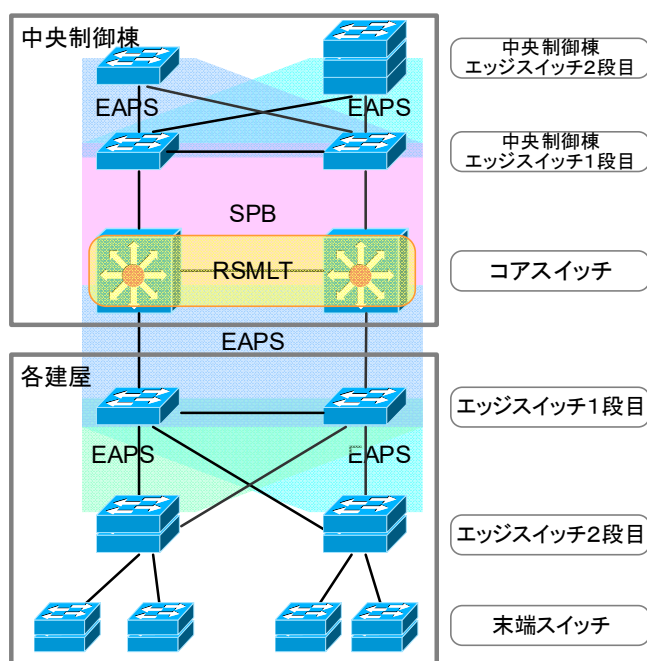 中央制御棟
EAPS
EAPS
SPB
RSMLT
EAPS
各建屋
EAPS
EAPS
中央制御棟
エッジスイッチ2段目
中央制御棟
エッジスイッチ1段目
コアスイッチ
エッジスイッチ1段目
エッジスイッチ2段目
末端スイッチ